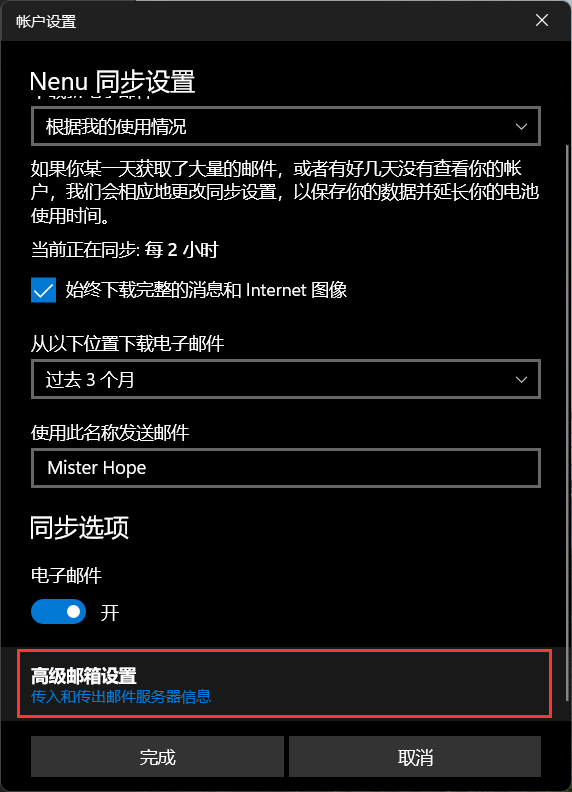 帐户设置
Nenu 同步设置
根据我的使用情况
如果你某一天获取了大量的邮件，或者有好几天没有查看你的帐
户，我们会相应地更改同步设置，以保存你的数据并延长你的电池
使用时间。
当前正在同步: 每 2 小时
始终下载完整的消息和 Internet 图像
从以下位置下载电子邮件
过去 3 个月
使用此名称发送邮件
Mister Hope
同步选项
电子邮件
开
高级邮箱设置
传入和传出邮件服务器信息
完成
取消